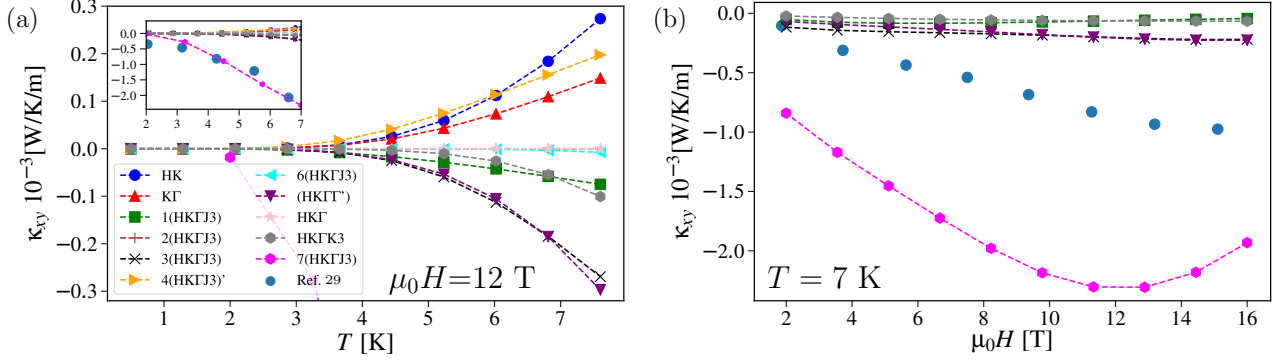 (a)
0.3
0.2
0.1
0.0
−0.1
−0.2
−0.3
κxy 10−3[W/K/m]
0.0
−0.5
−1.0
−1.5
−2.0
2 3 4 5 6 7
HK
KΓ
1(HKΓJ3)
2(HKΓJ3)
3(HKΓJ3)
4(HKΓJ3)'
6(HKΓJ3)
(HKΓΓ')
HKΓ
HKΓK3
7(HKΓJ3)
Ref. 29
μ0H=12 T
1 2 3 4 5 6 7
T [K]
(b)
−0.0
−0.5
−1.0
−1.5
−2.0
κxy 10−3 [W/K/m]
T = 7 K
2 4 6 8 10 12 14 16
μ0H [T]